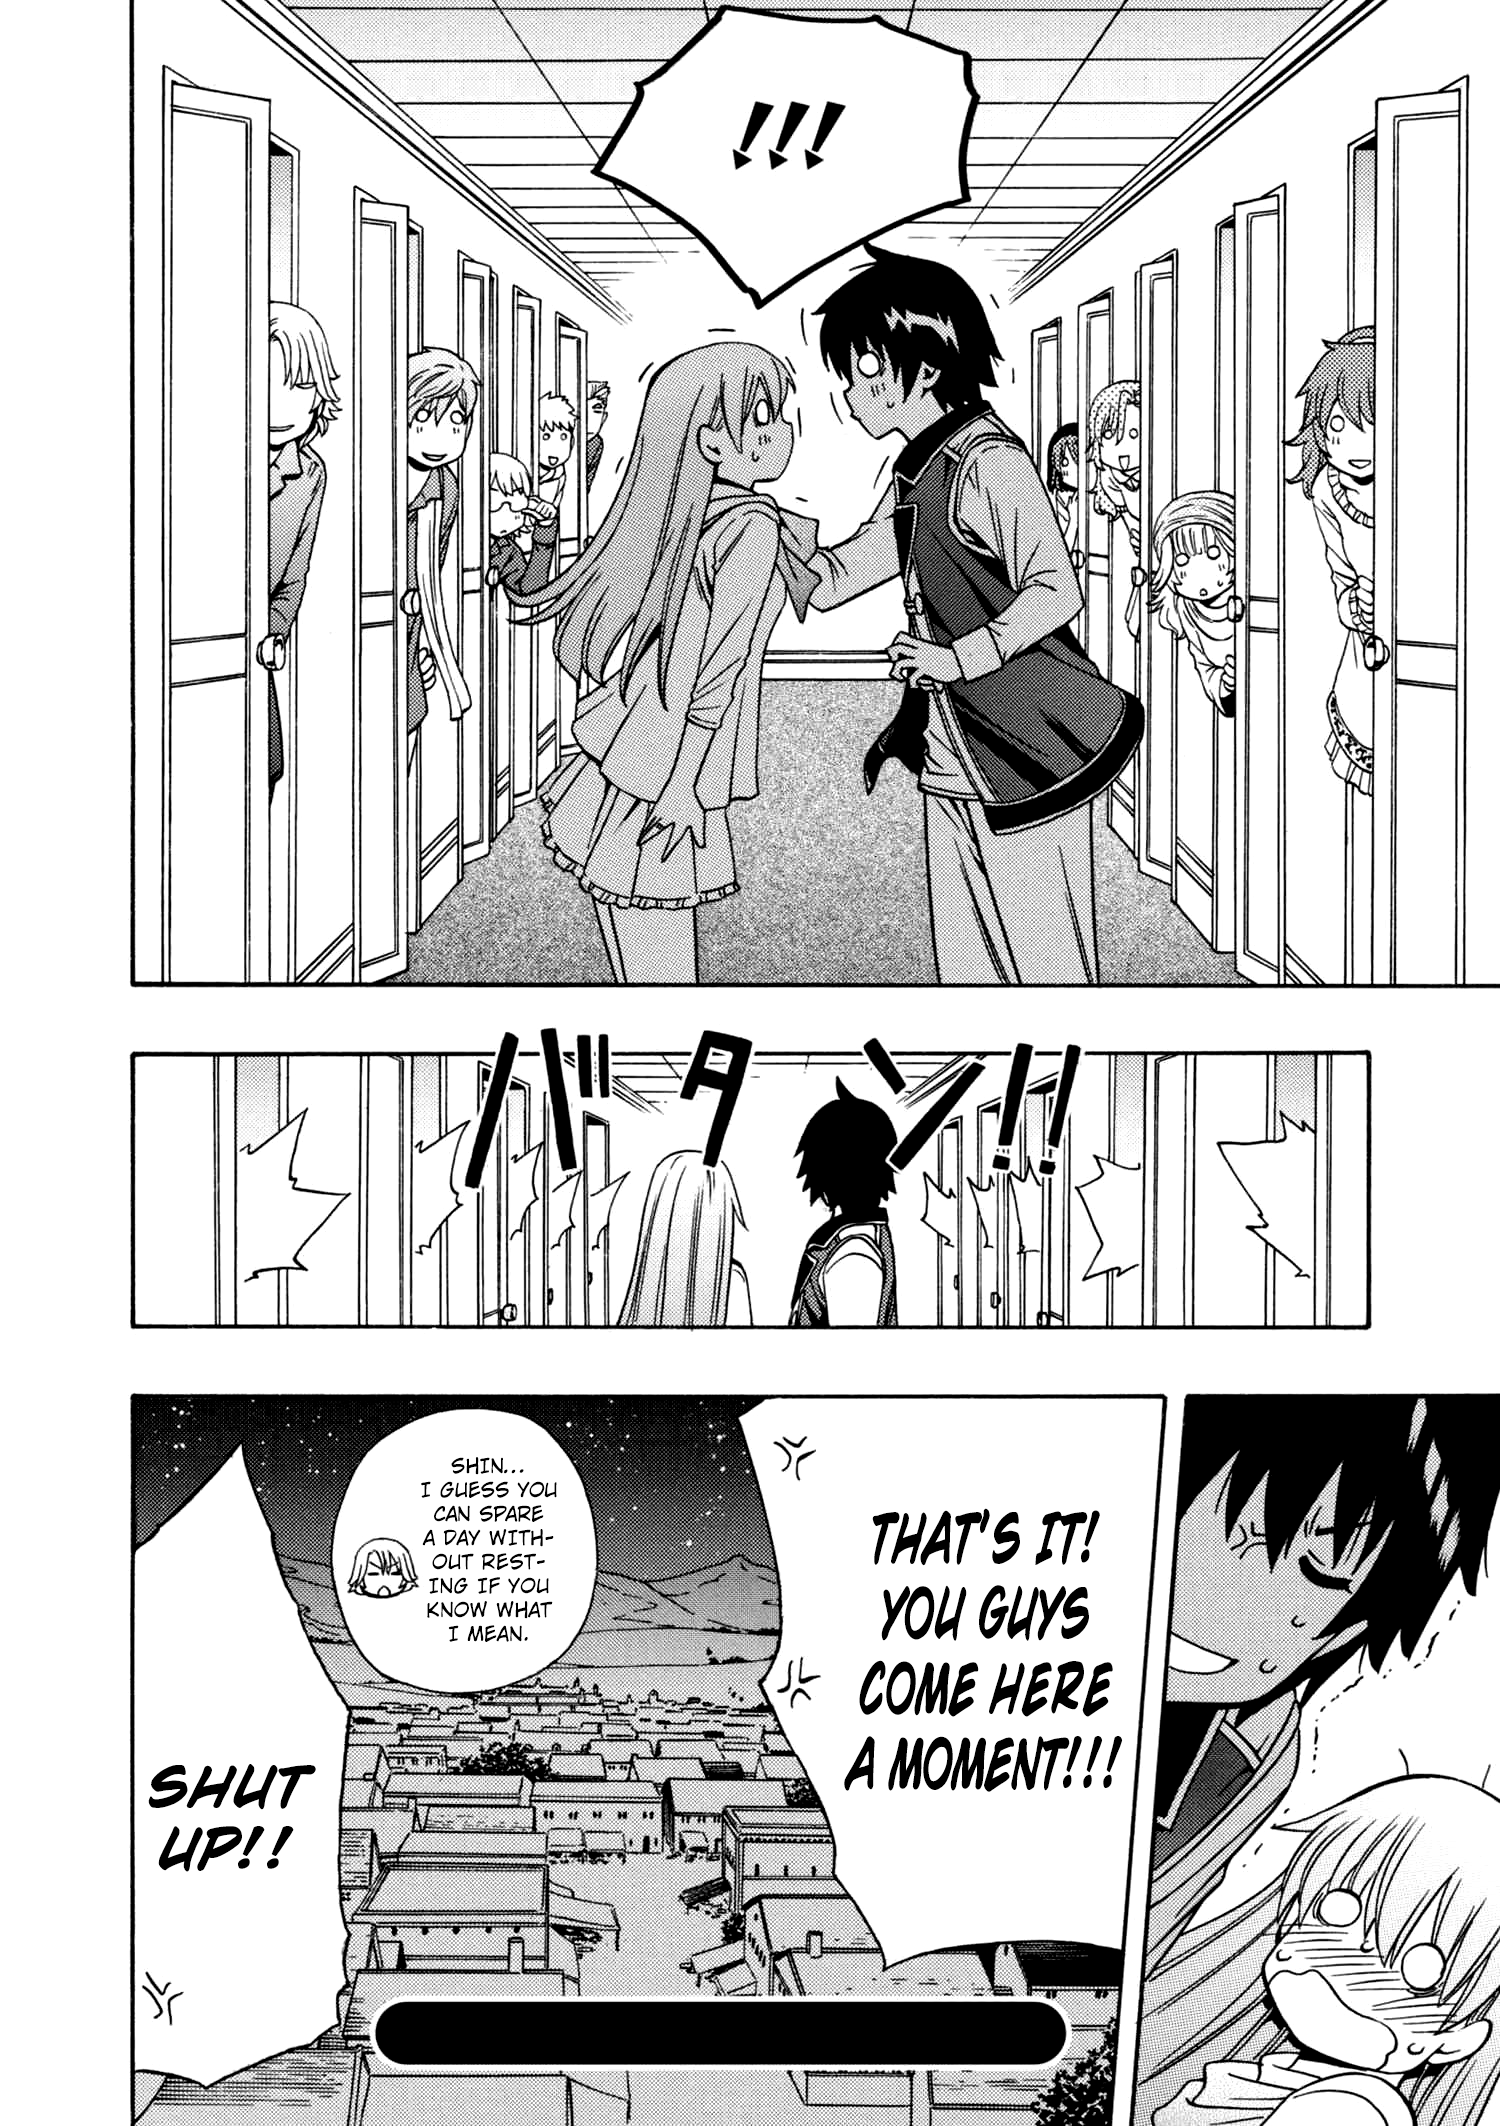 !!!
バタン!!
THAT'S IT!
YOU GUYS
COME HERE
A MOMENT!!!
SHIN...
I GUESS YOU
CAN SPARE
A DAY WITH-
OUT REST-
ING IF YOU
KNOW WHAT
I MEAN.
SHUT
UP!!